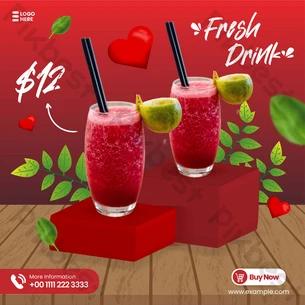 LOGO
HERE
Fresh
Drink
$12
More Information
+00 1111 222 3333
Buy Now
www.example.com